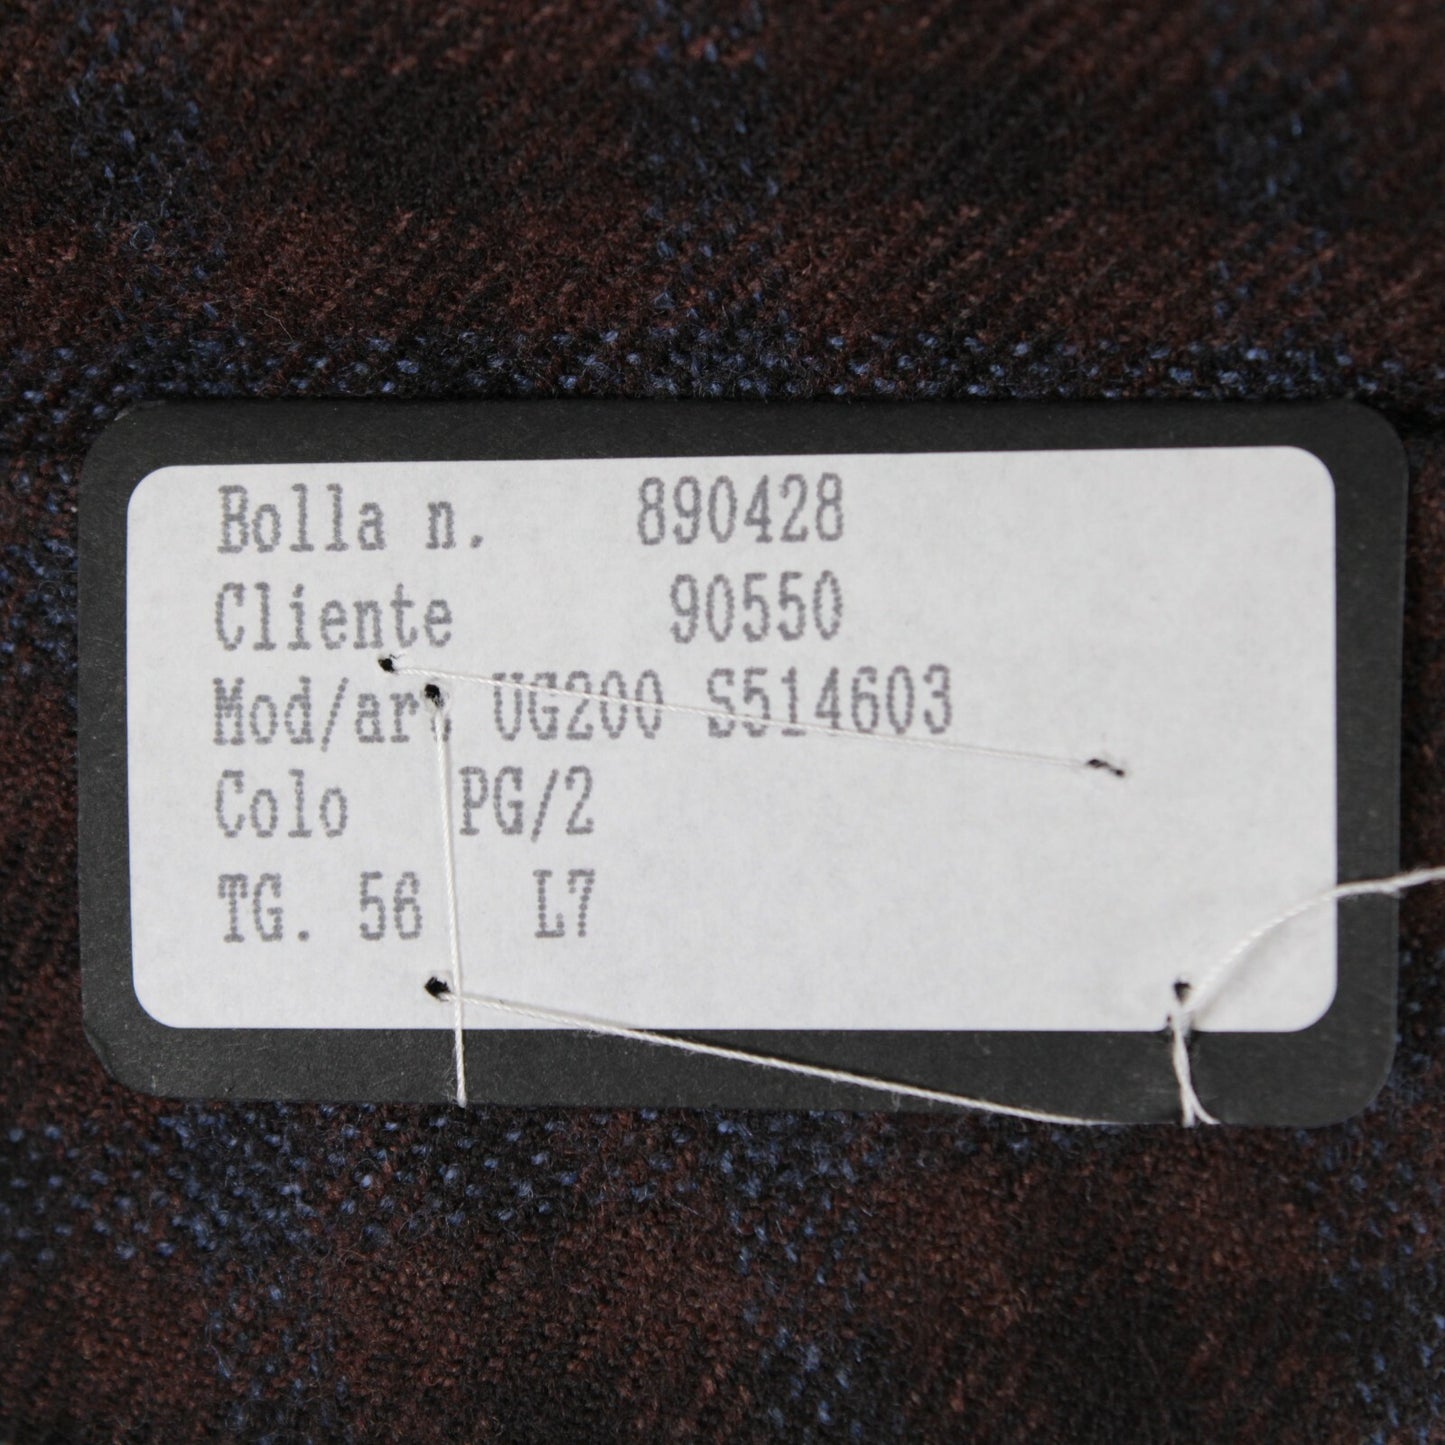 Bolla n. 890428
Cliente 90550
Mod/art UG200 S514603
Colo PG/2
TG. 56 L7